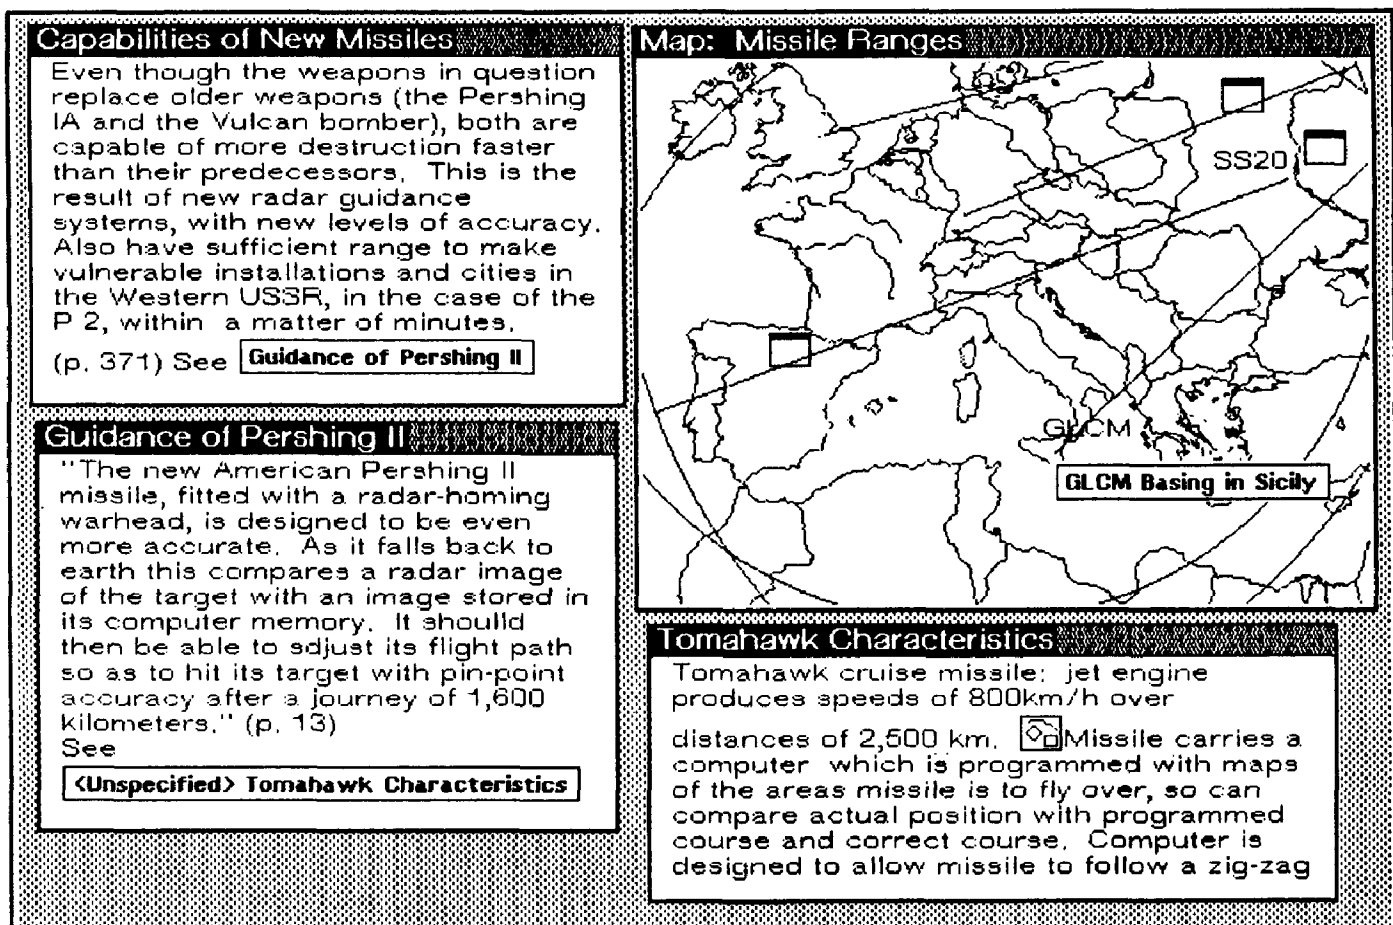 Capabilities of New Missiles
Even though the weapons in question
replace older weapons (the Pershing
IA and the Vulcan bomber), both are
capable of more destruction faster
than their predecessors. This is the
result of new radar guidance
systems, with new levels of accuracy.
Also have sufficient range to make
vulnerable installations and cities in
the Western USSR, in the case of the
P 2, within a matter of minutes.
(p. 371) See Guidance of Pershing II
Guidance of Pershing II
"The new American Pershing II
missile, fitted with a radar-homing
warhead, is designed to be even
more accurate. As it falls back to
earth this compares a radar image
of the target with an image stored in
its computer memory. It shoulld
then be able to sdjust its flight path
so as to hit its target with pin-point
accuracy after a journey of 1,600
kilometers." (p. 13)
See
<Unspecified> Tomahawk Characteristics
Map: Missile Ranges
SS20
GLCM
GLCM Basing in Sicily
Tomahawk Characteristics
Tomahawk cruise missile: jet engine
produces speeds of 800km/h over
distances of 2,500 km. Missile carries a
computer which is programmed with maps
of the areas missile is to fly over, so can
compare actual position with programmed
course and correct course. Computer is
designed to allow missile to follow a zig-zag